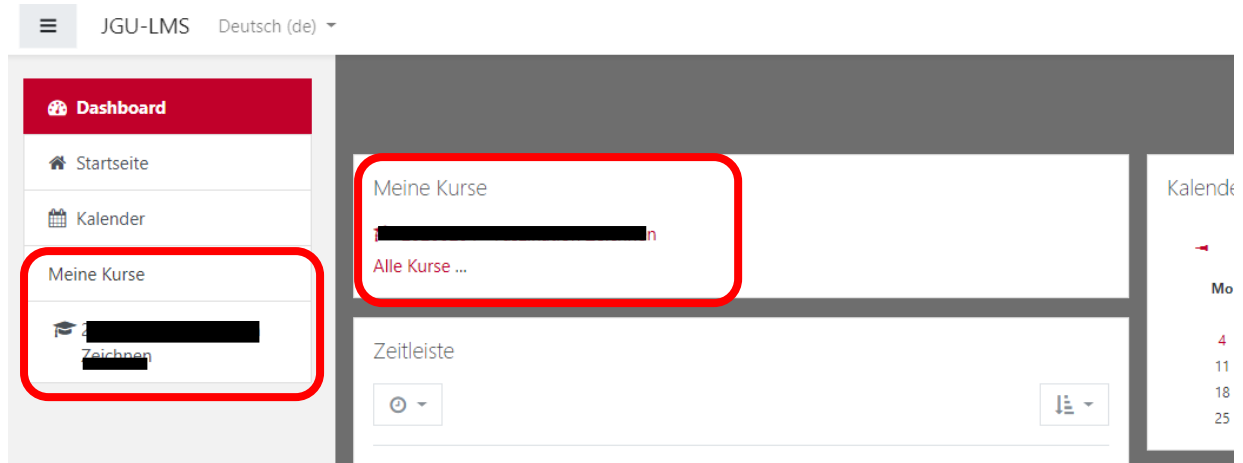 JGU-LMS Deutsch (de)
Dashboard
Startseite
Kalender
Meine Kurse
Zeichnen
Meine Kurse
Alle Kurse ...
Zeitleiste
Kalende
Mo
4
11
18
25